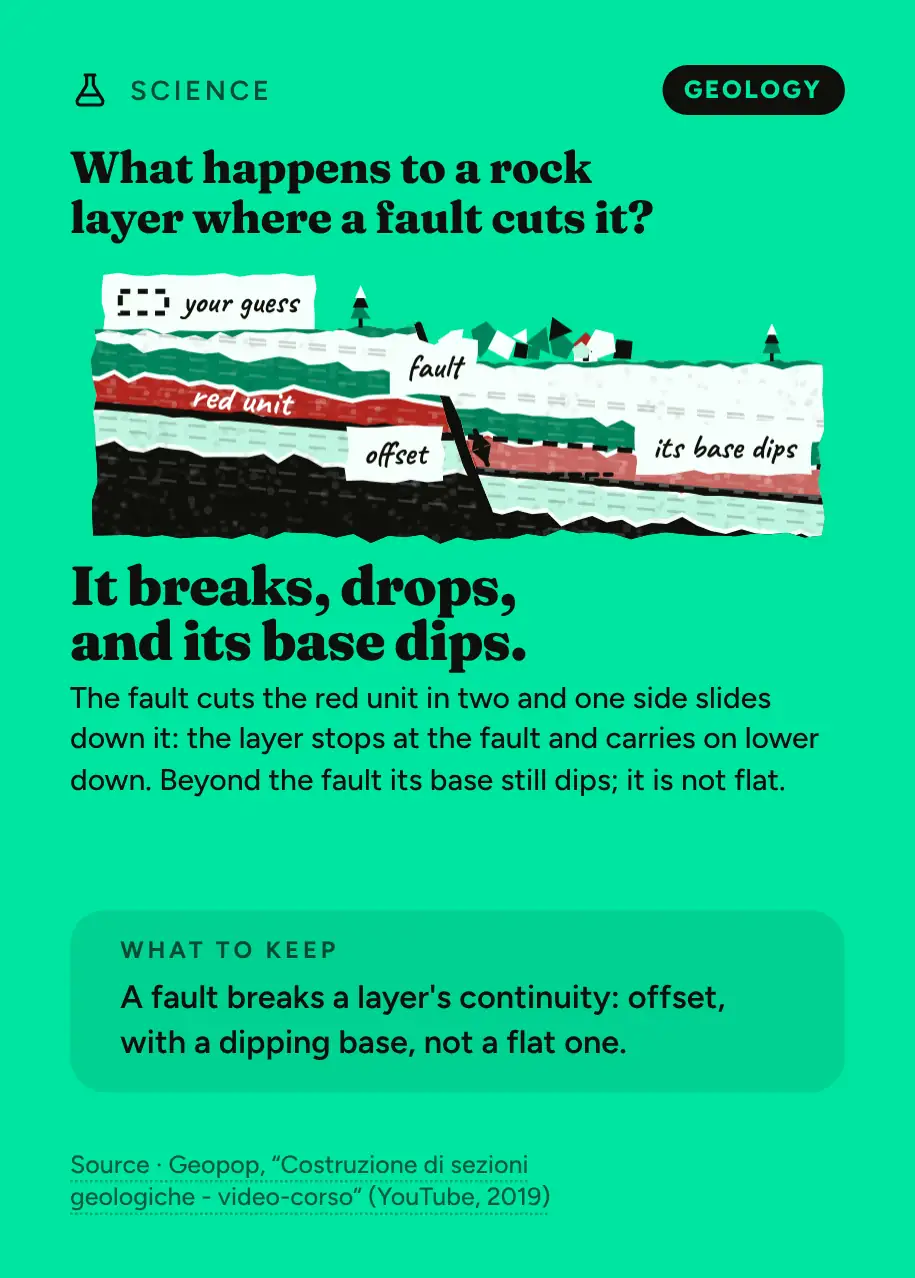 SCIENCE
GEOLOGY
What happens to a rock
layer where a fault cuts it?
your guess
fault
red unit
offset
its base dips
It breaks, drops,
and its base dips.
The fault cuts the red unit in two and one side slides
down it: the layer stops at the fault and carries on lower
down. Beyond the fault its base still dips; it is not flat.
WHAT TO KEEP
A fault breaks a layer's continuity: offset,
with a dipping base, not a flat one.
Source · Geopop, “Costruzione di sezioni
geologiche - video-corso” (YouTube, 2019)